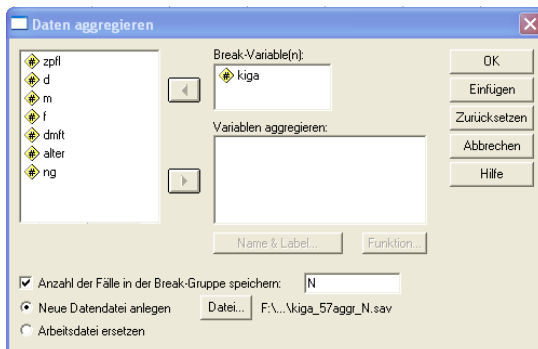 Daten aggregieren
zpfl
d
m
f
dmft
alter
ng
Break-Variable(n):
kiga
Variablen aggregieren:
Name & Label...
Funktion...
OK
Einfügen
Zurücksetzen
Abbrechen
Hilfe
Anzahl der Fälle in der Break-Gruppe speichern: N
Neue Datendatei anlegen Datei... F:\...\kiga_57aggr_N.sav
Arbeitsdatei ersetzen